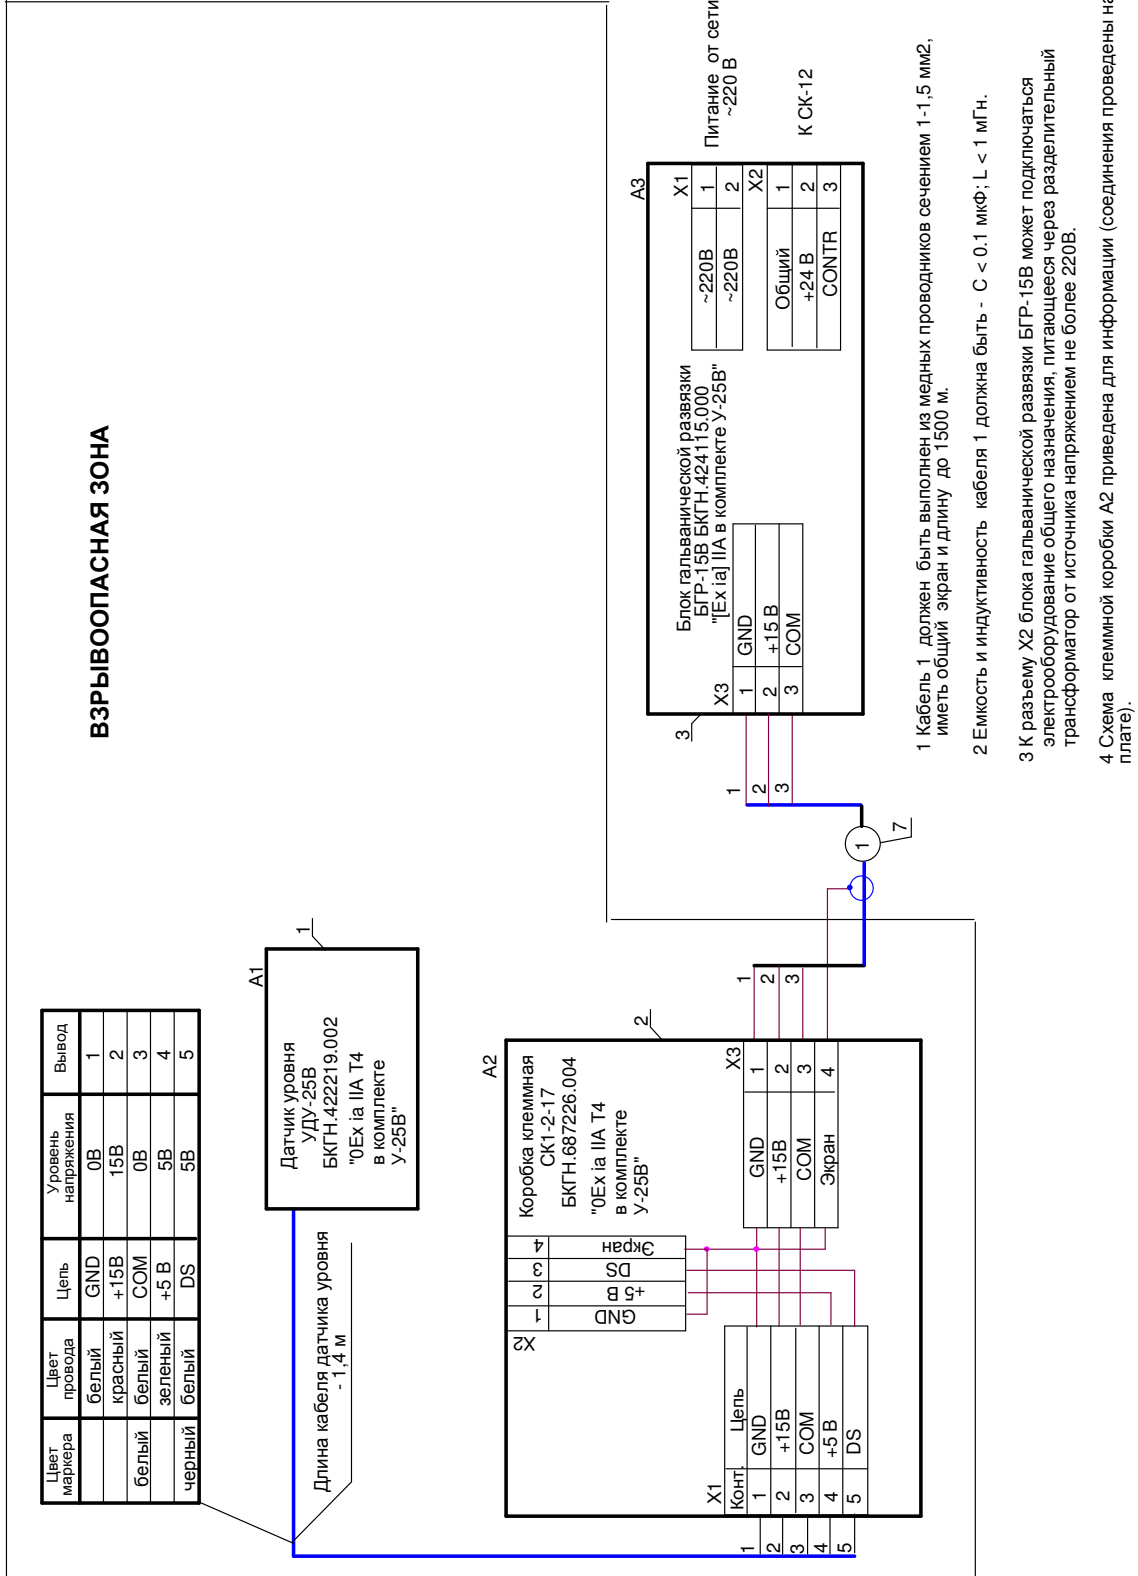 ВЗРЫВООПАСНАЯ ЗОНА
Цвет маркера
Цвет провода
Цепь
Уровень напряжения
Вывод
белый
GND
0В
1
красный
+15В
15В
2
белый
белый
COM
0В
3
зеленый
+5 В
5В
4
черный
белый
DS
5В
5
Длина кабеля датчика уровня
- 1,4 м
A1
1
Датчик уровня
УДУ-25В
БКГН.422219.002
"0Ex ia IIA T4
в комплекте
У-25В"
A2
2
Коробка клеммная
СК1-2-17
БКГН.687226.004
"0Ex ia IIA T4
в комплекте
У-25В"
X2
1 GND
2 +5 В
3 DS
4 Экран
X1
Конт. Цепь
1 GND
2 +15В
3 COM
4 +5 В
5 DS
1
2
3
4
5
X3
GND 1
+15В 2
COM 3
Экран 4
1
2
3
1
7
1
2
3
A3
3
Блок гальванической развязки
БГР-15В БКГН.424115.000
"[Ex ia] IIA в комплекте У-25В"
X3
1 GND
2 +15 В
3 COM
X1
~220В 1
~220В 2
X2
Общий 1
+24 В 2
CONTR 3
Питание от сети
~220 В
К СК-12
1 Кабель 1 должен быть выполнен из медных проводников сечением 1-1,5 мм2,
иметь общий экран и длину до 1500 м.
2 Емкость и индуктивность кабеля 1 должна быть - С < 0.1 мкФ; L < 1 мГн.
3 К разъему Х2 блока гальванической развязки БГР-15В может подключаться
электрооборудование общего назначения, питающееся через разделительный
трансформатор от источника напряжением не более 220В.
4 Схема клеммной коробки А2 приведена для информации (соединения проведены на
плате).